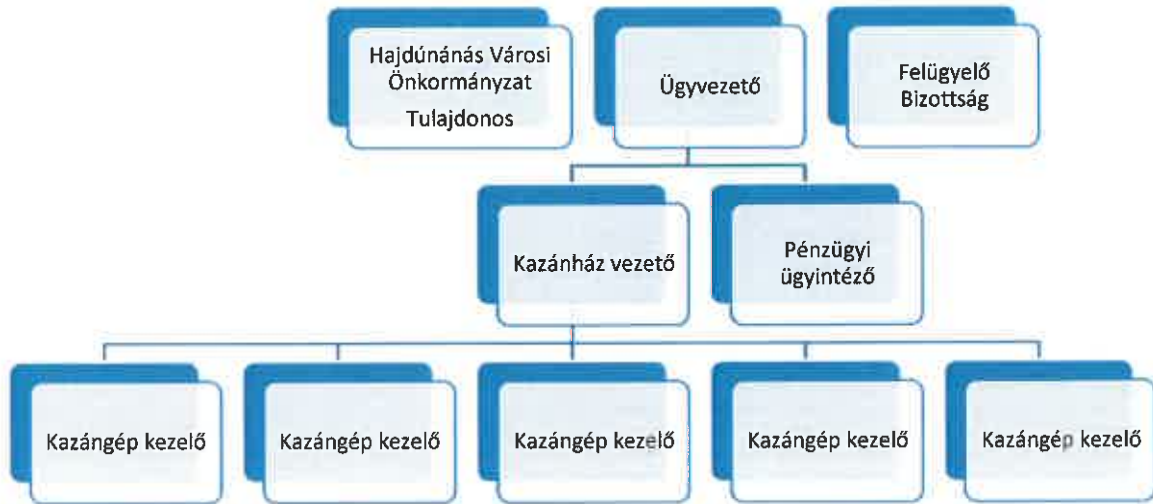 Hajdúnánás Városi
Önkormányzat
Tulajdonos
Ügyvezető
Felügyelő
Bizottság
Kazánház vezető
Pénzügyi
ügyintéző
Kazángép kezelő
Kazángép kezelő
Kazángép kezelő
Kazángép kezelő
Kazángép kezelő